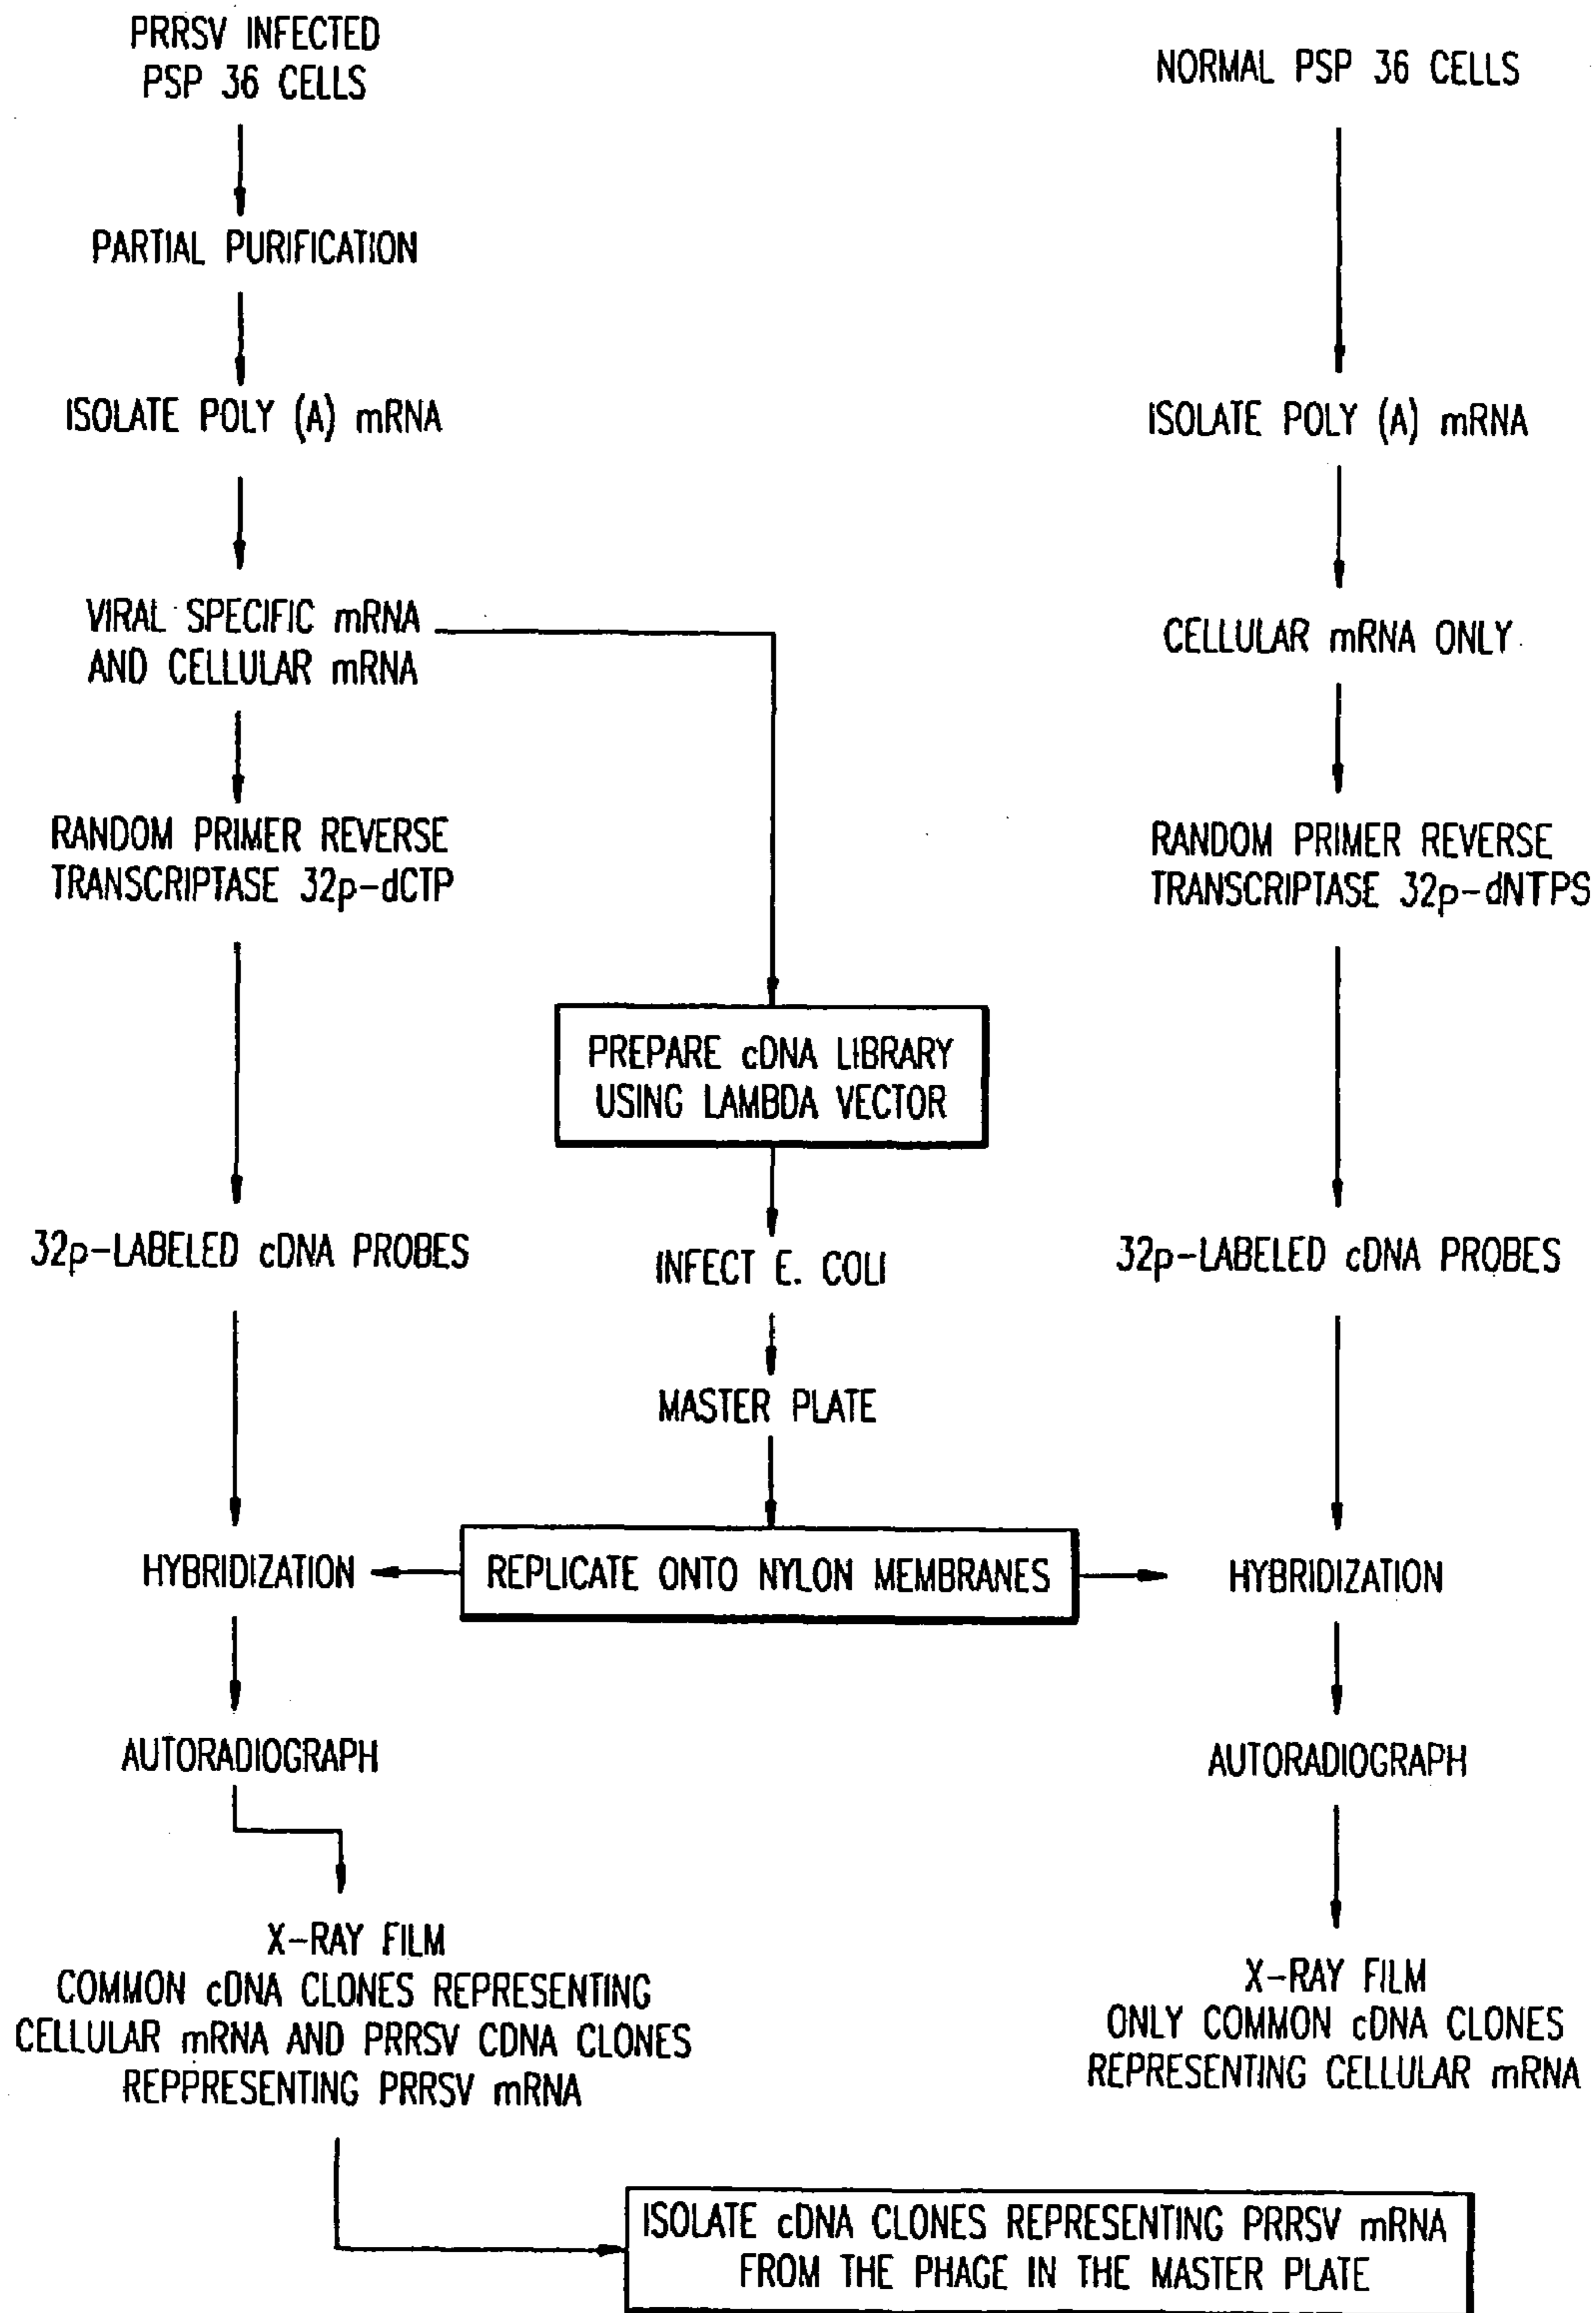 PRRSV INFECTED
PSP 36 CELLS
PARTIAL PURIFICATION
ISOLATE POLY (A) mRNA
VIRAL SPECIFIC mRNA
AND CELLULAR mRNA
RANDOM PRIMER REVERSE
TRANSCRIPTASE 32p-dCTP
32p-LABELED cDNA PROBES
HYBRIDIZATION
AUTORADIOGRAPH
X-RAY FILM
COMMON cDNA CLONES REPRESENTING
CELLULAR mRNA AND PRRSV CDNA CLONES
REPPRESENTING PRRSV mRNA
PREPARE cDNA LIBRARY
USING LAMBDA VECTOR
INFECT E. COLI
MASTER PLATE
REPLICATE ONTO NYLON MEMBRANES
NORMAL PSP 36 CELLS
ISOLATE POLY (A) mRNA
CELLULAR mRNA ONLY
RANDOM PRIMER REVERSE
TRANSCRIPTASE 32p-dNTPS
32p-LABELED cDNA PROBES
HYBRIDIZATION
AUTORADIOGRAPH
X-RAY FILM
ONLY COMMON cDNA CLONES
REPRESENTING CELLULAR mRNA
ISOLATE cDNA CLONES REPRESENTING PRRSV mRNA
FROM THE PHAGE IN THE MASTER PLATE